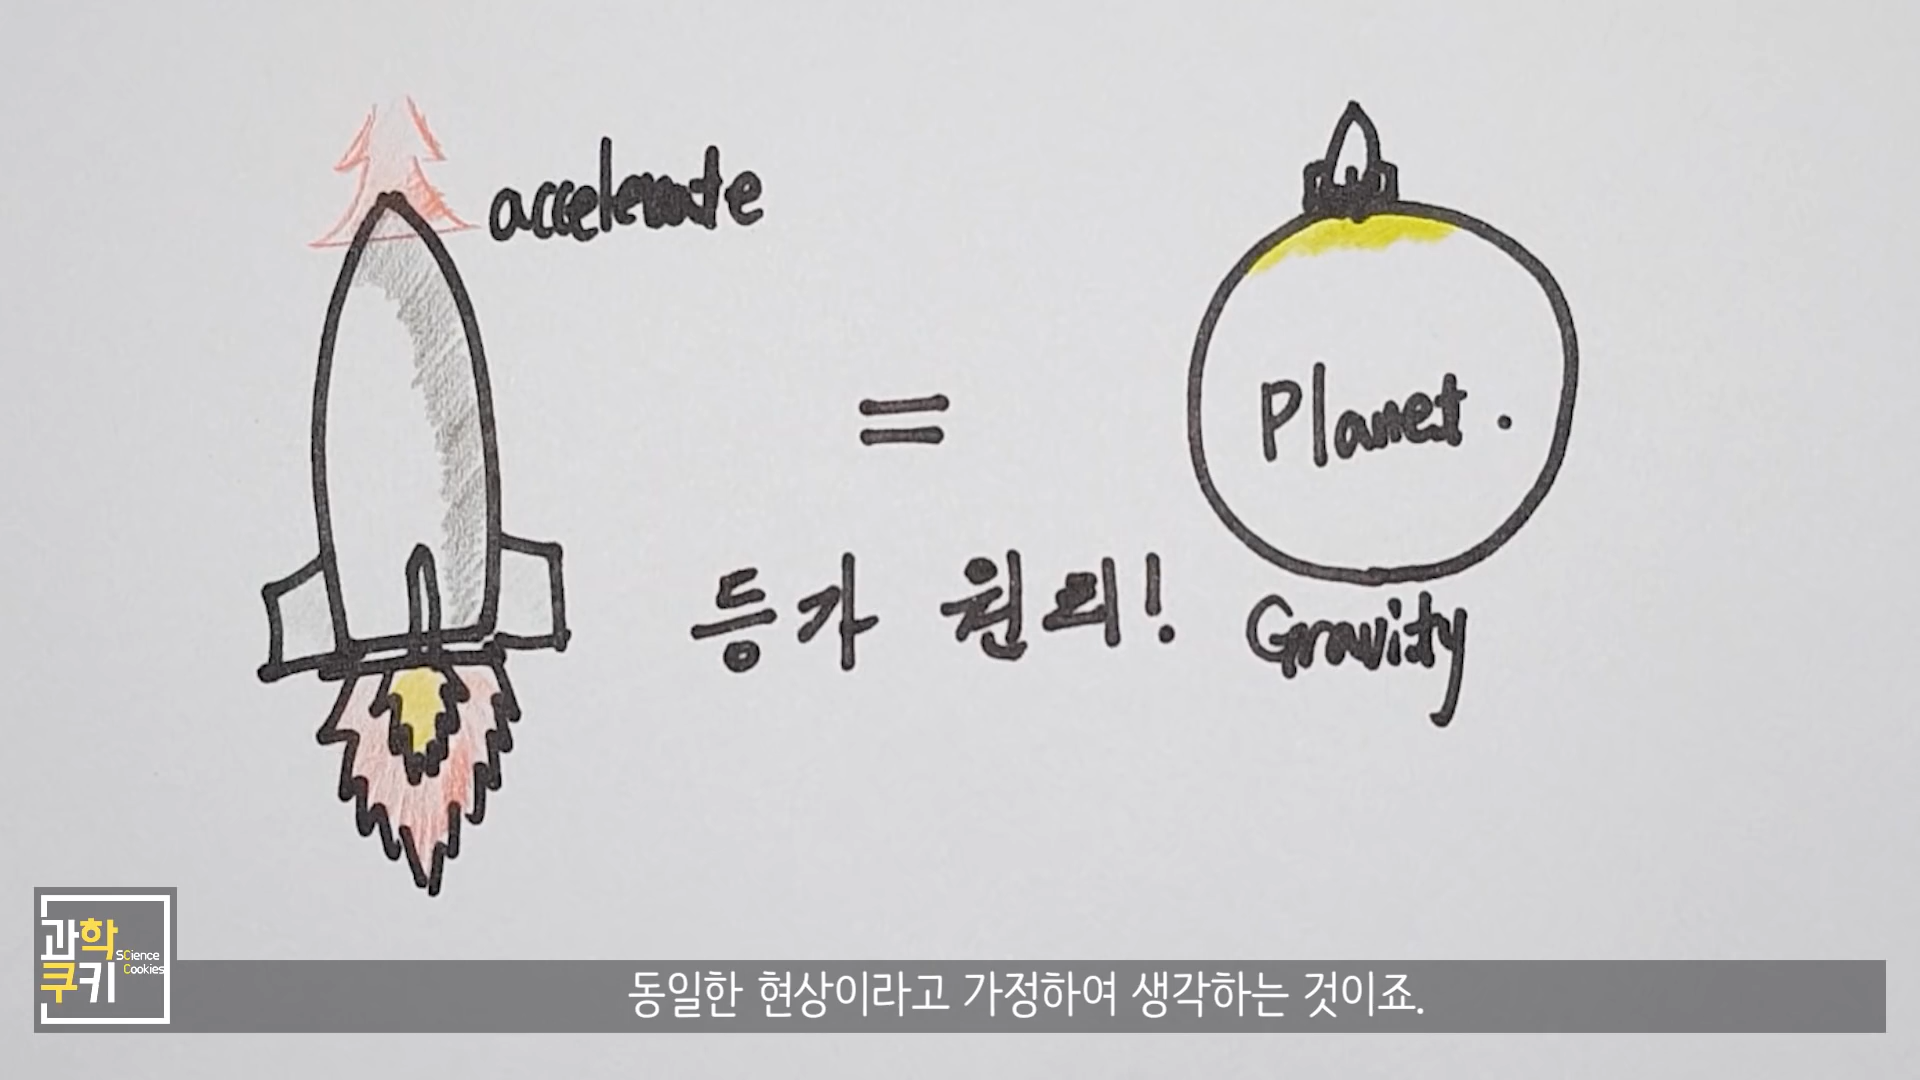 accelerate
=
Planet.
등가 원리!
Gravity
과학
쿠키
SCience
Cookies
동일한 현상이라고 가정하여 생각하는 것이죠.